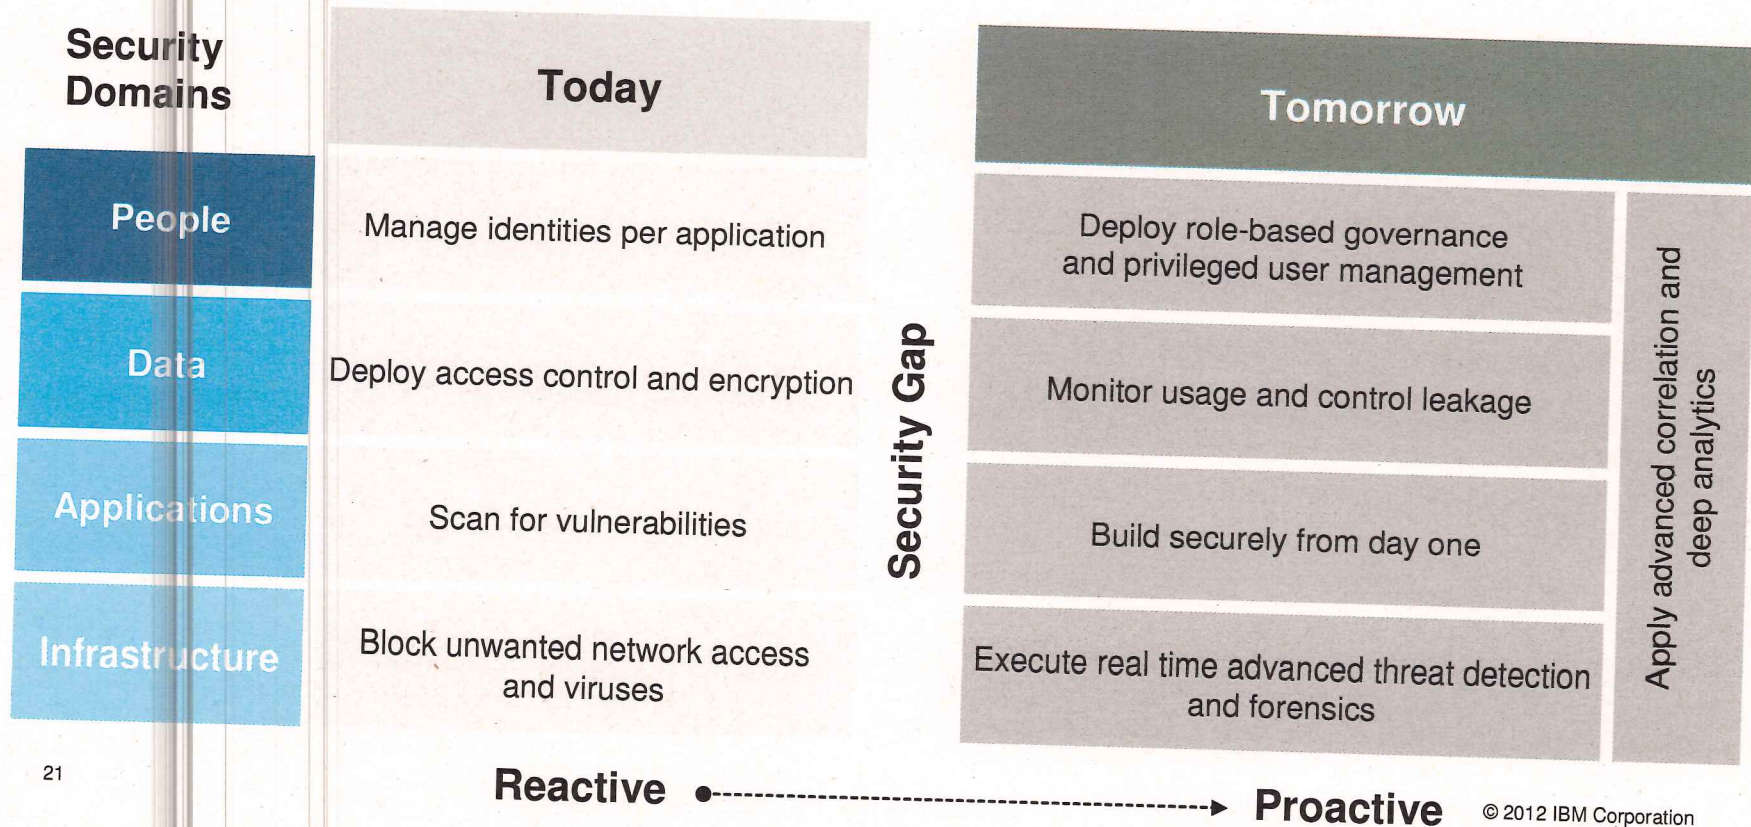 Security
Domains
Today
Tomorrow
People
Manage identities per application
Deploy role-based governance
and privileged user management
Data
Deploy access control and encryption
Monitor usage and control leakage
Applications
Scan for vulnerabilities
Build securely from day one
Infrastructure
Block unwanted network access
and viruses
Execute real time advanced threat detection
and forensics
Security Gap
Apply advanced correlation and
deep analytics
21
Reactive
Proactive
© 2012 IBM Corporation